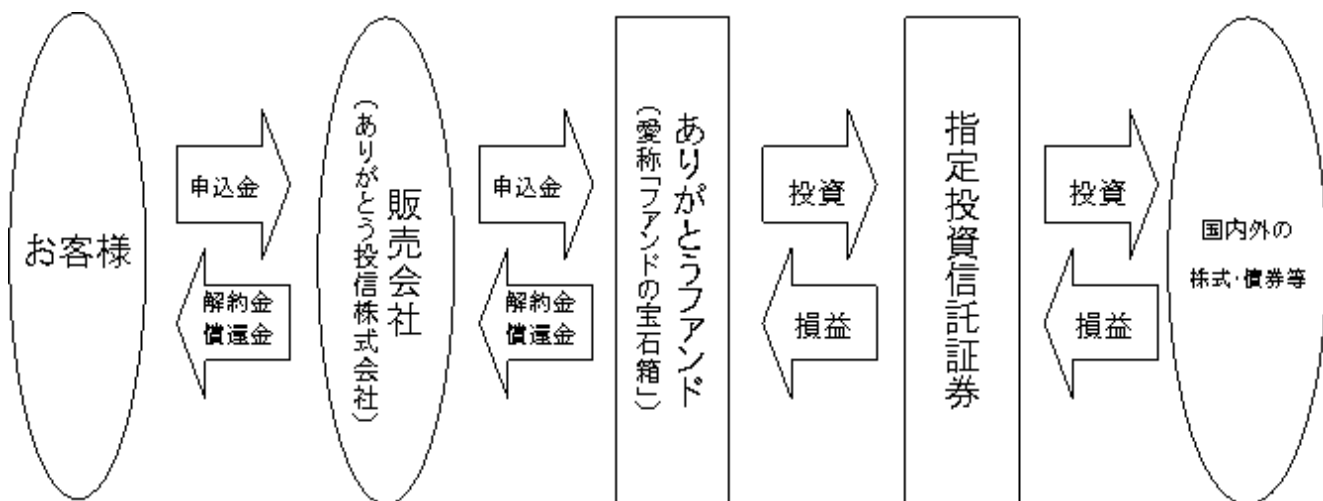 お客様
申込金
解約金
償還金
販売会社
(ありがとう投信株式会社)
申込金
解約金
償還金
ありがとうファンド
(愛称「ファンドの宝石箱」)
投資
損益
指定投資信託証券
投資
損益
国内外の
株式・債券等